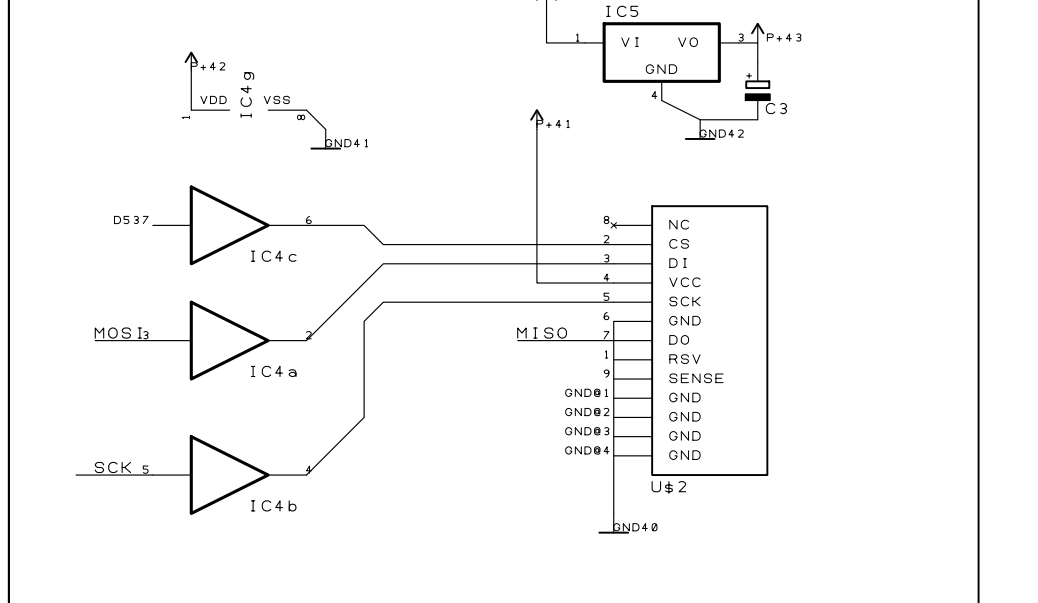 IC5
1 VI VO 3 P+43
GND
4
+
C3
GND42
P+42
VDD IC4g VSS
1 8
GND41
P+41
D537 6
IC4c
MOSI3 2
IC4a
SCK 5 4
IC4b
8 NC
2 CS
3 DI
4 VCC
5 SCK
6 GND
MISO 7 DO
1 RSV
9 SENSE
GND@1 GND
GND@2 GND
GND@3 GND
GND@4 GND
U$2
GND40